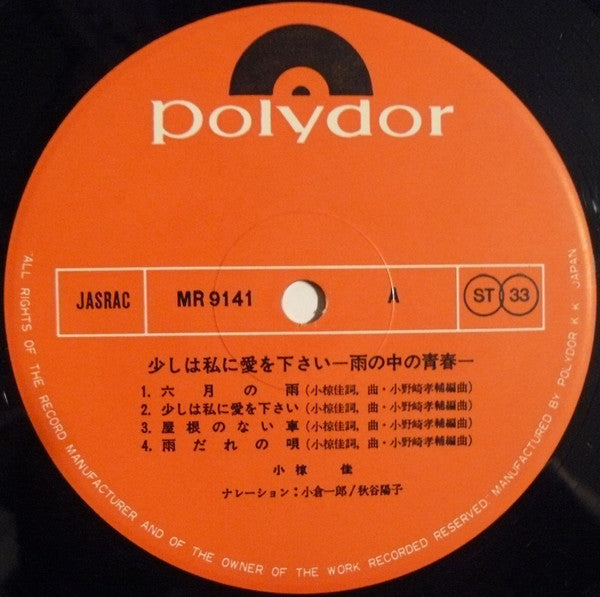 polydor
JASRAC MR 9141 A ST 33
少しは私に愛を下さい―雨の中の青春―
1. 六月の雨(小椋佳詞, 曲・小野崎孝輔編曲)
2. 少しは私に愛を下さい(小椋佳詞, 曲・小野崎孝輔編曲)
3. 屋根のない車(小椋佳詞, 曲・小野崎孝輔編曲)
4. 雨だれの唄(小椋佳詞, 曲・小野崎孝輔編曲)
小椋佳
ナレーション:小倉一郎/秋谷陽子
ALL RIGHTS OF THE RECORD MANUFACTURER AND OF THE OWNER OF THE WORK RECORDED RESERVED. MANUFACTURED BY POLYDOR K.K. JAPAN